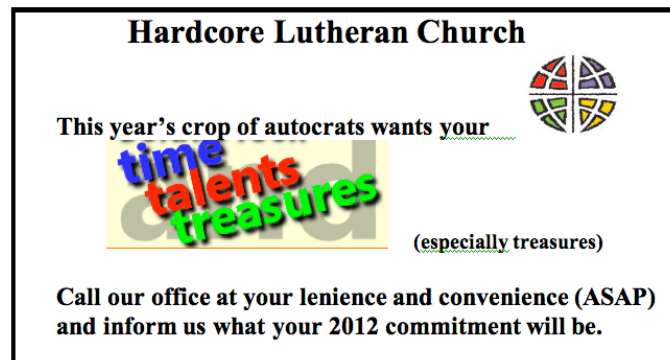 Hardcore Lutheran Church
This year's crop of autocrats wants your
time
talents
treasures
and
(especially treasures)
Call our office at your lenience and convenience (ASAP)
and inform us what your 2012 commitment will be.